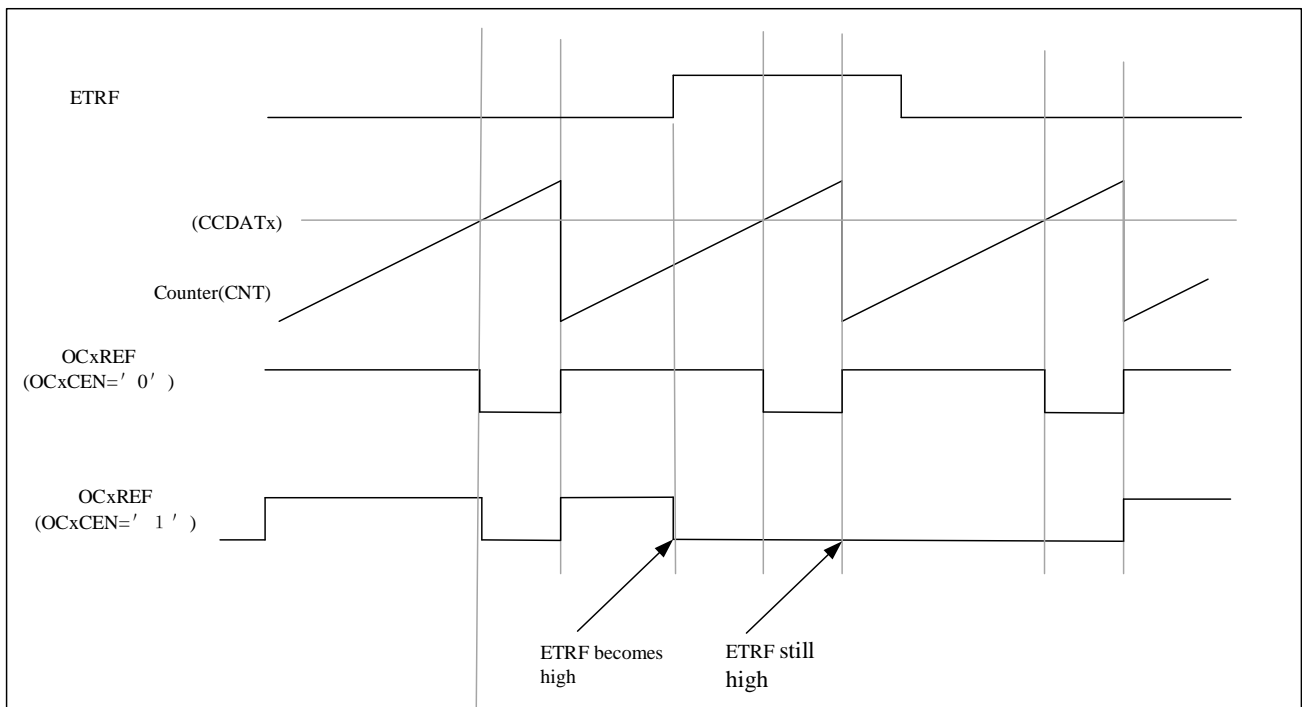 ETRF
(CCDATx)
Counter(CNT)
OCxREF
(OCxCEN=′ 0′ )
OCxREF
(OCxCEN=′ 1 ′ )
ETRF becomes
high
ETRF still
high